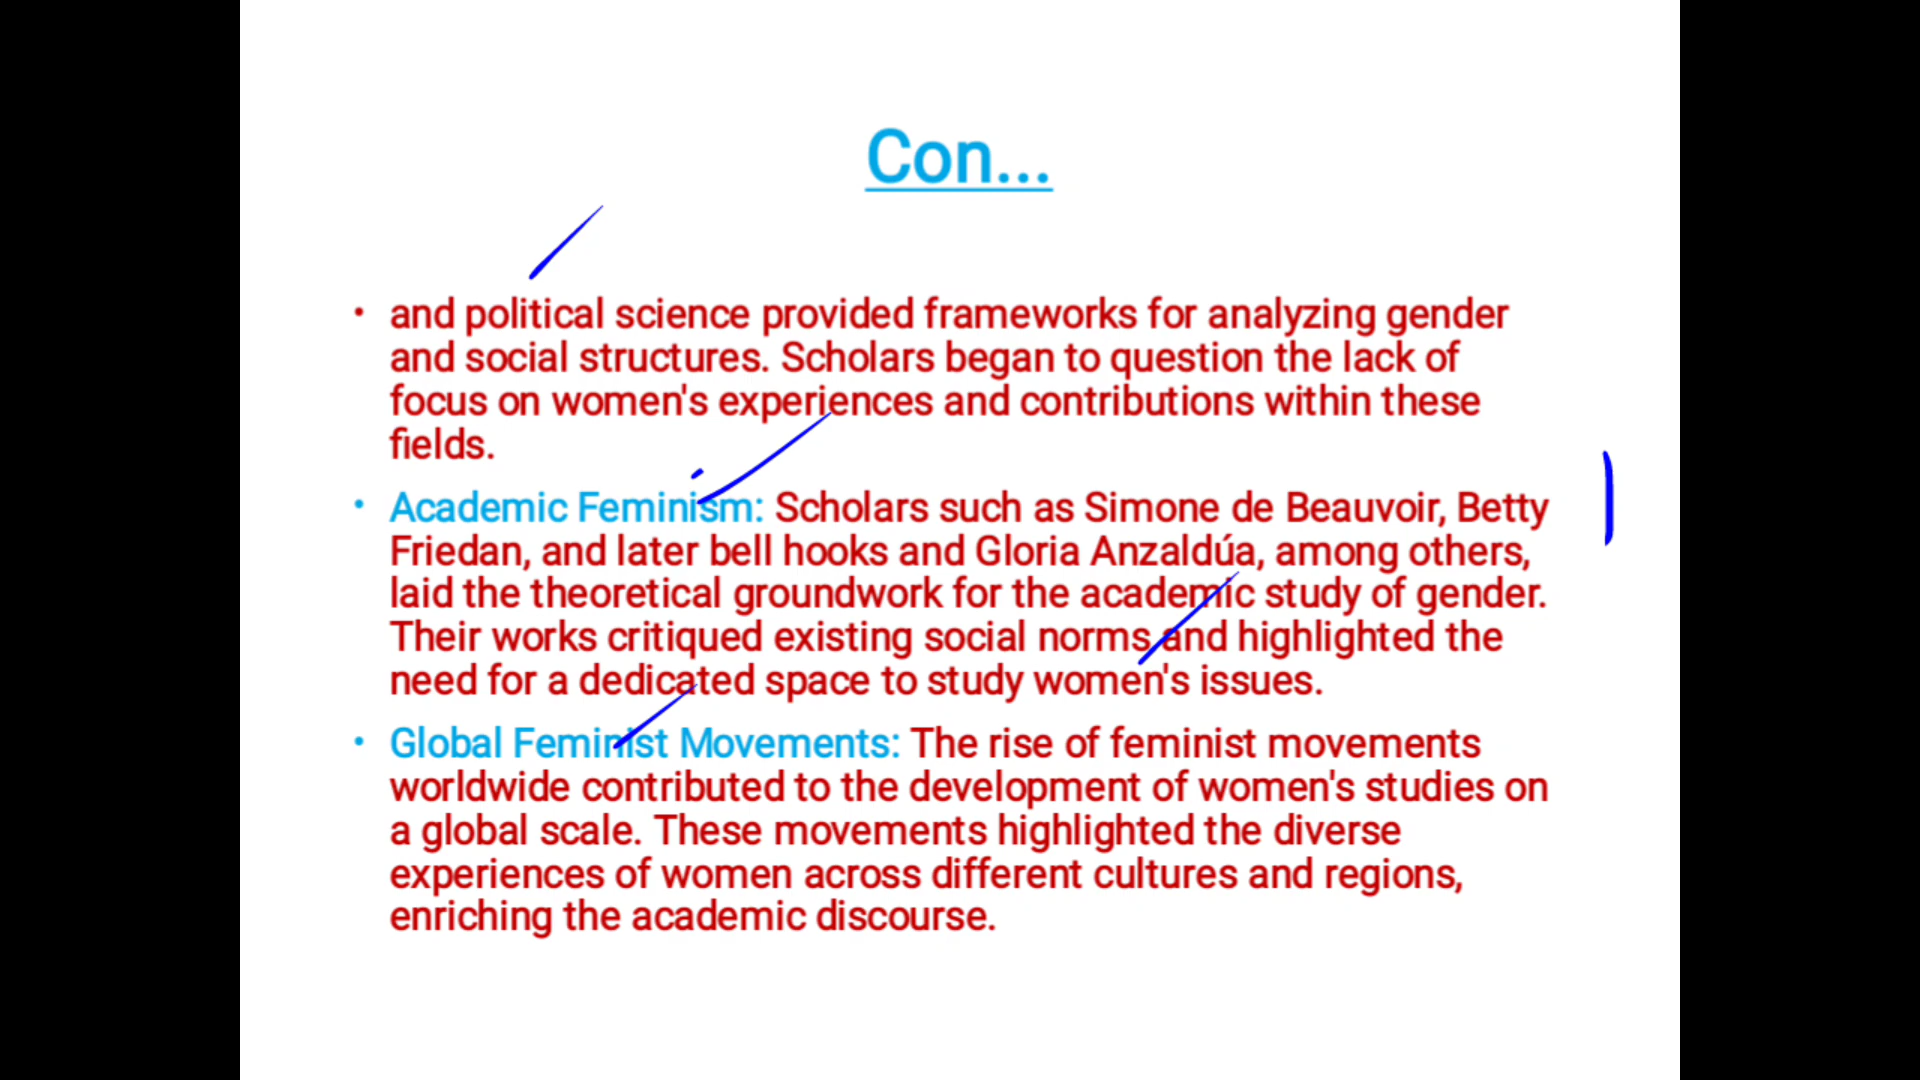 Con...
• and political science provided frameworks for analyzing gender
and social structures. Scholars began to question the lack of
focus on women's experiences and contributions within these
fields.
• Academic Feminism: Scholars such as Simone de Beauvoir, Betty
Friedan, and later bell hooks and Gloria Anzaldúa, among others,
laid the theoretical groundwork for the academic study of gender.
Their works critiqued existing social norms and highlighted the
need for a dedicated space to study women's issues.
• Global Feminist Movements: The rise of feminist movements
worldwide contributed to the development of women's studies on
a global scale. These movements highlighted the diverse
experiences of women across different cultures and regions,
enriching the academic discourse.